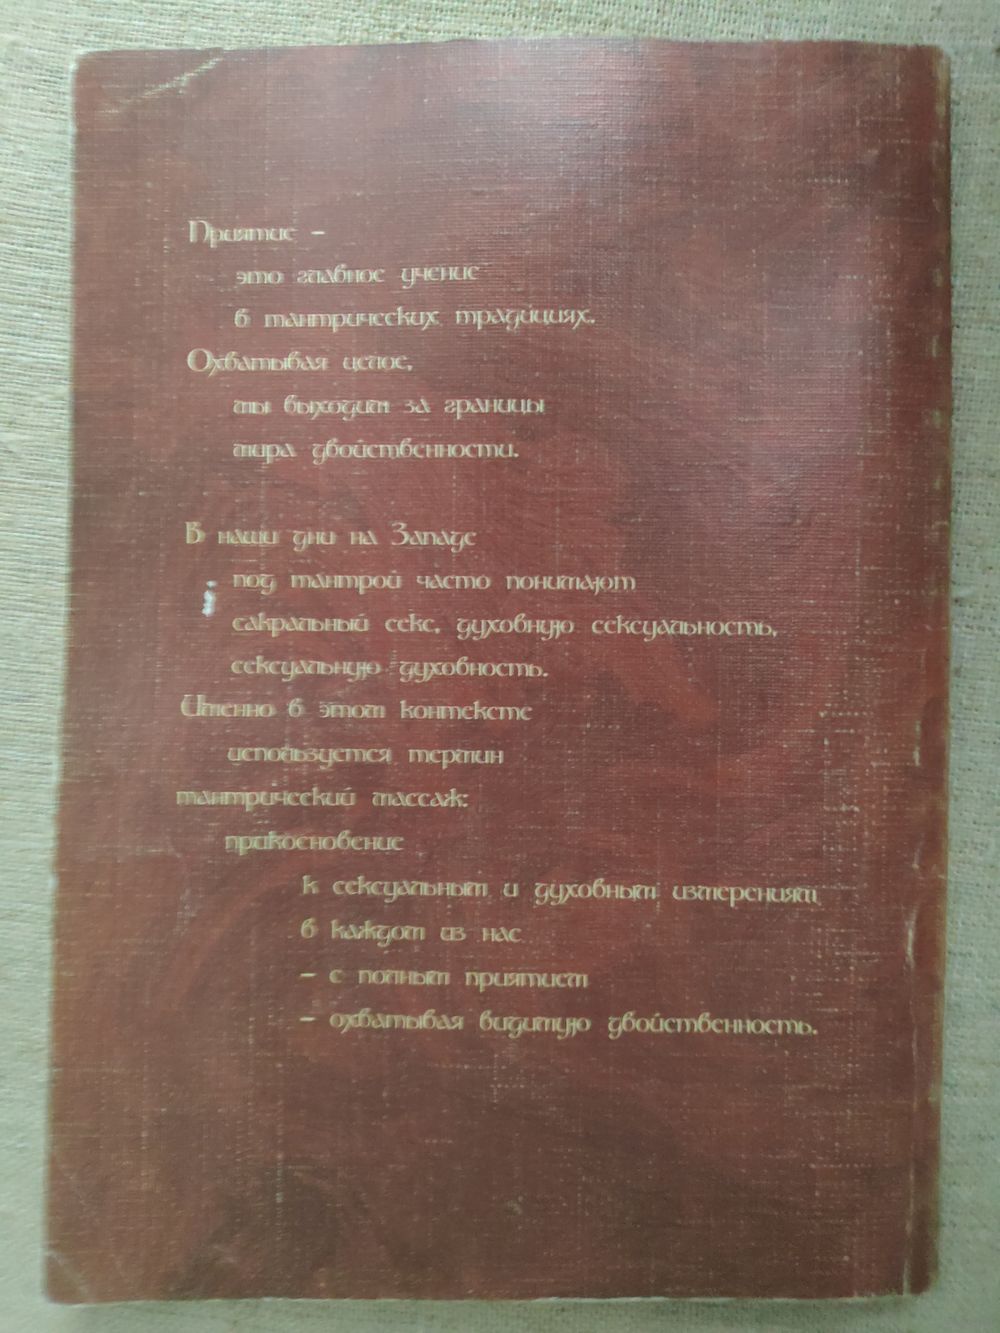 Приятие –
это главное учение
в тантрических традициях.
Охватывая целое,
мы выходим за границы
мира двойственности.
В наши дни на Западе
под тантрой часто понимают
сакральный секс, духовную сексуальность,
сексуальную духовность.
Именно в этом контексте
используется термин
тантрический массаж:
прикосновение
к сексуальным и духовным измерениям
в каждом из нас
– с полным приятием
– охватывая видимую двойственность.